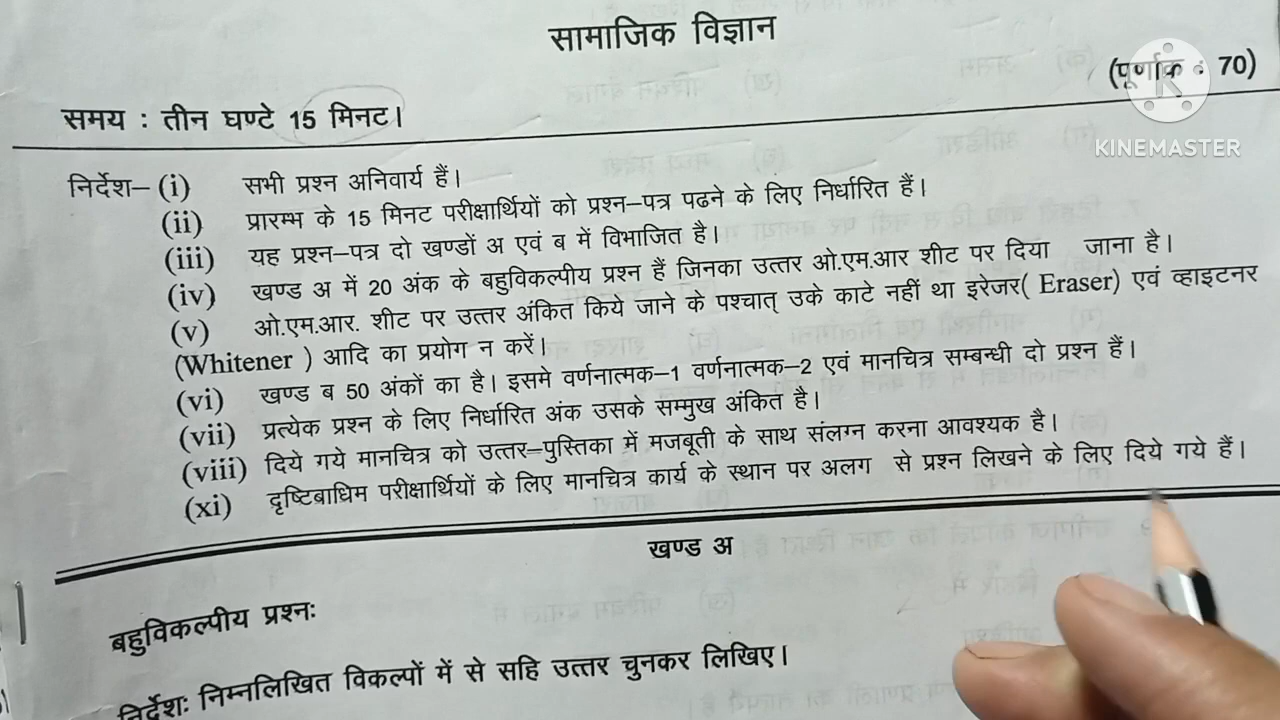 सामाजिक विज्ञान
(पूर्णांक : 70)
समय : तीन घण्टे 15 मिनट।
KINEMASTER
निर्देश– (i) सभी प्रश्न अनिवार्य हैं।
(ii) प्रारम्भ के 15 मिनट परीक्षार्थियों को प्रश्न–पत्र पढने के लिए निर्धारित हैं।
(iii) यह प्रश्न–पत्र दो खण्डों अ एवं ब में विभाजित है।
(iv) खण्ड अ में 20 अंक के बहुविकल्पीय प्रश्न हैं जिनका उत्तर ओ.एम.आर शीट पर दिया जाना है।
(v) ओ.एम.आर. शीट पर उत्तर अंकित किये जाने के पश्चात् उके काटे नहीं था इरेजर( Eraser) एवं व्हाइटनर
(Whitener ) आदि का प्रयोग न करें।
(vi) खण्ड ब 50 अंकों का है। इसमे वर्णनात्मक–1 वर्णनात्मक–2 एवं मानचित्र सम्बन्धी दो प्रश्न हैं।
(vii) प्रत्येक प्रश्न के लिए निर्धारित अंक उसके सम्मुख अंकित है।
(viii) दिये गये मानचित्र को उत्तर–पुस्तिका में मजबूती के साथ संलग्न करना आवश्यक है।
(xi) दृष्टिबाधिम परीक्षार्थियों के लिए मानचित्र कार्य के स्थान पर अलग से प्रश्न लिखने के लिए दिये गये हैं।
खण्ड अ
बहुविकल्पीय प्रश्नः
निर्देशः निम्नलिखित विकल्पों में से सहि उत्तर चुनकर लिखिए।